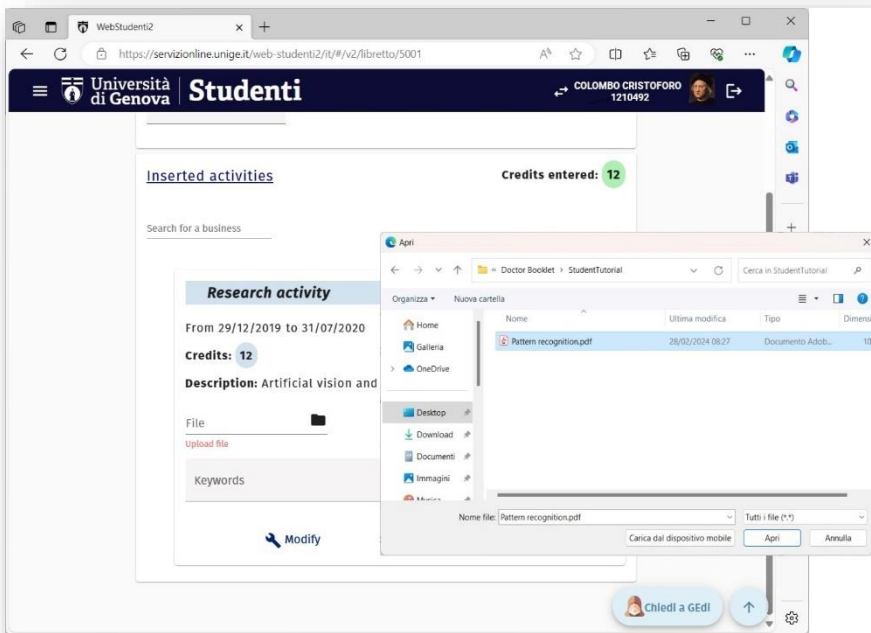 WebStudenti2
https://servizionline.unige.it/web-studenti2/it/#/v2/libretto/5001
Università
di Genova
Studenti
COLOMBO CRISTOFORO
1210492
Inserted activities
Credits entered: 12
Search for a business
Research activity
From 29/12/2019 to 31/07/2020
Credits: 12
Description: Artificial vision and
File
Upload file
Keywords
Modify
Apri
« Doctor Booklet > StudentTutorial
Cerca in StudentTutorial
Organizza
Nuova cartella
Home
Galleria
OneDrive
Desktop
Download
Documenti
Immagini
Musica
Nome Ultima modifica Tipo Dimensi
Pattern recognition.pdf 28/02/2024 08:27 Documento Adob... 10
Nome file: Pattern recognition.pdf
Tutti i file (*.*)
Carica dal dispositivo mobile
Apri
Annulla
Chiedi a GEdi